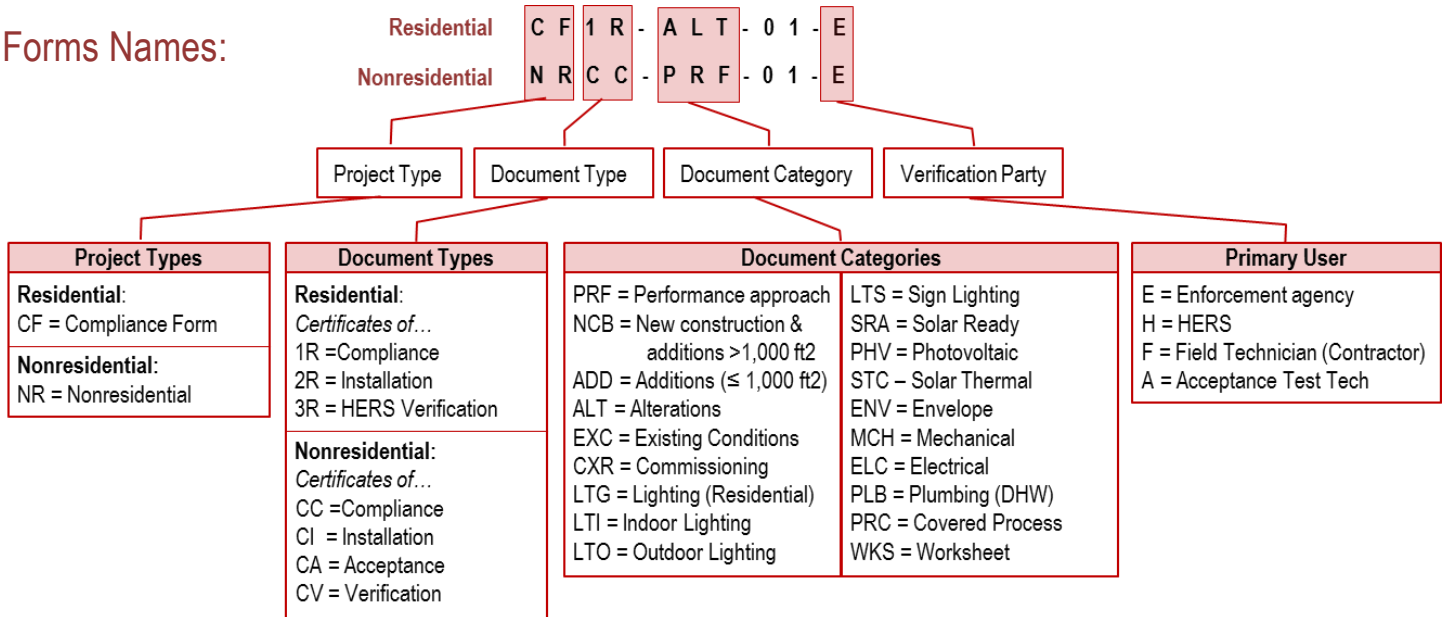 Forms Names:
Residential C F 1 R - A L T - 0 1 - E
Nonresidential N R C C - P R F - 0 1 - E
Project Type
Document Type
Document Category
Verification Party
Project Types
Residential:
CF = Compliance Form
Nonresidential:
NR = Nonresidential
Document Types
Residential:
Certificates of…
1R =Compliance
2R = Installation
3R = HERS Verification
Nonresidential:
Certificates of…
CC =Compliance
CI = Installation
CA = Acceptance
CV = Verification
Document Categories
PRF = Performance approach
NCB = New construction &
additions >1,000 ft2
ADD = Additions (≤ 1,000 ft2)
ALT = Alterations
EXC = Existing Conditions
CXR = Commissioning
LTG = Lighting (Residential)
LTI = Indoor Lighting
LTO = Outdoor Lighting
LTS = Sign Lighting
SRA = Solar Ready
PHV = Photovoltaic
STC – Solar Thermal
ENV = Envelope
MCH = Mechanical
ELC = Electrical
PLB = Plumbing (DHW)
PRC = Covered Process
WKS = Worksheet
Primary User
E = Enforcement agency
H = HERS
F = Field Technician (Contractor)
A = Acceptance Test Tech